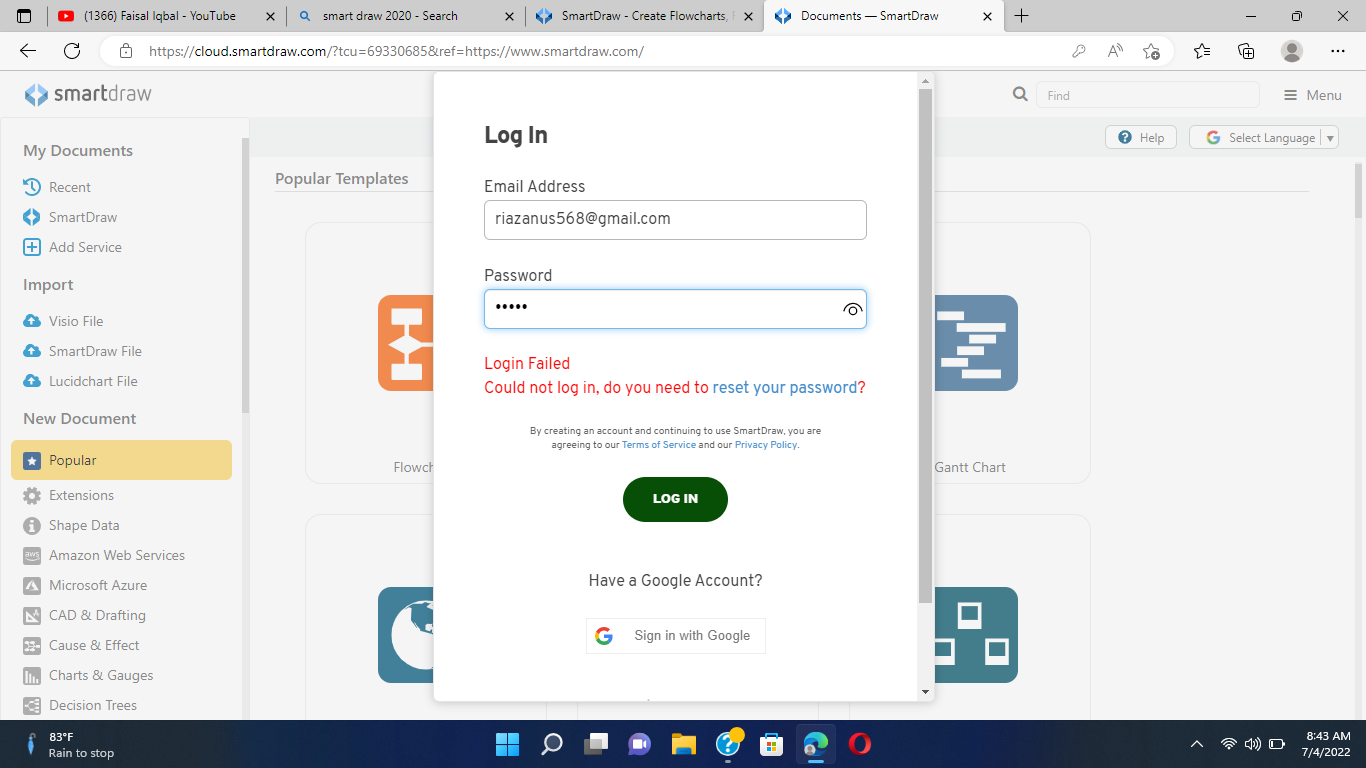 (1366) Faisal Iqbal - YouTube
smart draw 2020 - Search
SmartDraw - Create Flowcharts,
Documents — SmartDraw
https://cloud.smartdraw.com/?tcu=69330685&ref=https://www.smartdraw.com/
smartdraw
Find
Menu
Help
Select Language
My Documents
Recent
SmartDraw
Add Service
Import
Visio File
SmartDraw File
Lucidchart File
New Document
Popular
Extensions
Shape Data
aws Amazon Web Services
Microsoft Azure
CAD & Drafting
Cause & Effect
Charts & Gauges
Decision Trees
Popular Templates
Flowch
Gantt Chart
Log In
Email Address
riazanus568@gmail.com
Password
•••••
Login Failed
Could not log in, do you need to reset your password?
By creating an account and continuing to use SmartDraw, you are
agreeing to our Terms of Service and our Privacy Policy.
LOG IN
Have a Google Account?
Sign in with Google
83°F
Rain to stop
8:43 AM
7/4/2022